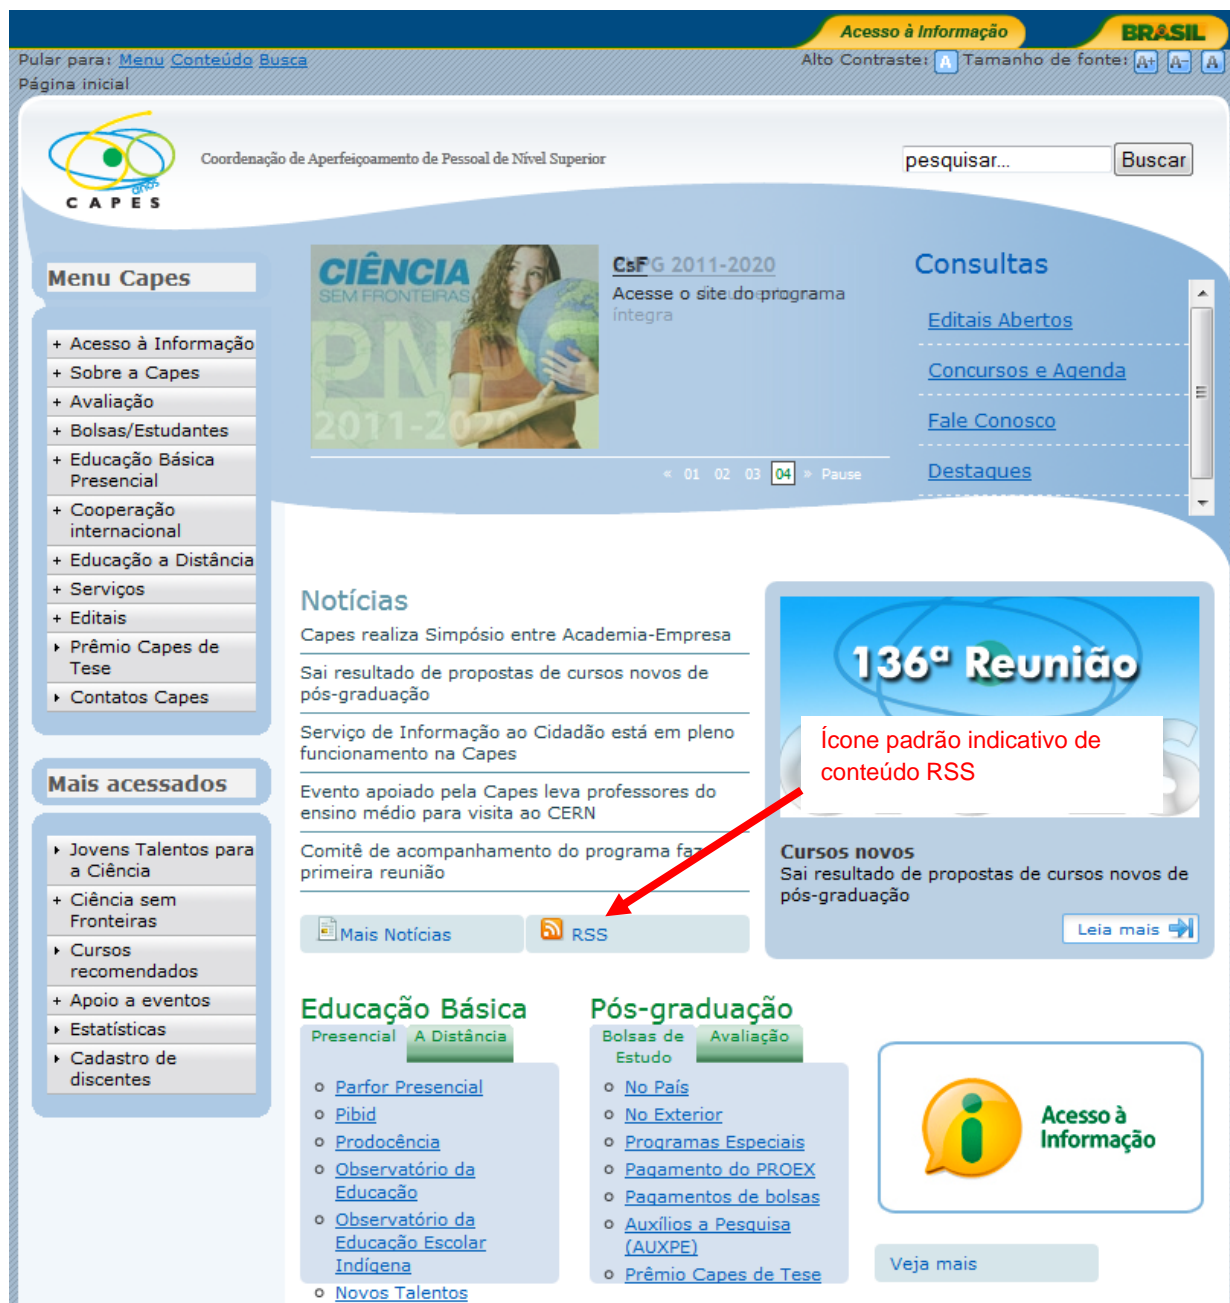 Acesso à Informação
BRASIL
Pular para: Menu Conteúdo Busca
Alto Contraste: A Tamanho de fonte: A+ A- A
Página inicial
anos
CAPES
Coordenação de Aperfeiçoamento de Pessoal de Nível Superior
pesquisar...
Buscar
Menu Capes
+ Acesso à Informação
+ Sobre a Capes
+ Avaliação
+ Bolsas/Estudantes
+ Educação Básica
Presencial
+ Cooperação
internacional
+ Educação a Distância
+ Serviços
+ Editais
Prêmio Capes de
Tese
Contatos Capes
Mais acessados
Jovens Talentos para
a Ciência
+ Ciência sem
Fronteiras
Cursos
recomendados
+ Apoio a eventos
Estatísticas
Cadastro de
discentes
CIÊNCIA
SEM FRONTEIRAS
PNPG
2011-2020
CsF
G 2011-2020
Acesse o site do programa
íntegra
« 01 02 03 04 » Pause
Consultas
Editais Abertos
Concursos e Agenda
Fale Conosco
Destaques
Notícias
Capes realiza Simpósio entre Academia-Empresa
Sai resultado de propostas de cursos novos de
pós-graduação
Serviço de Informação ao Cidadão está em pleno
funcionamento na Capes
Evento apoiado pela Capes leva professores do
ensino médio para visita ao CERN
Comitê de acompanhamento do programa faz
primeira reunião
Mais Notícias
RSS
136ª Reunião
Ícone padrão indicativo de
conteúdo RSS
Cursos novos
Sai resultado de propostas de cursos novos de
pós-graduação
Leia mais
Educação Básica
Presencial A Distância
Parfor Presencial
Pibid
Prodocência
Observatório da
Educação
Observatório da
Educação Escolar
Indígena
Novos Talentos
Pós-graduação
Bolsas de
Estudo
Avaliação
No País
No Exterior
Programas Especiais
Pagamento do PROEX
Pagamentos de bolsas
Auxílios a Pesquisa
(AUXPE)
Prêmio Capes de Tese
Acesso à
Informação
Veja mais